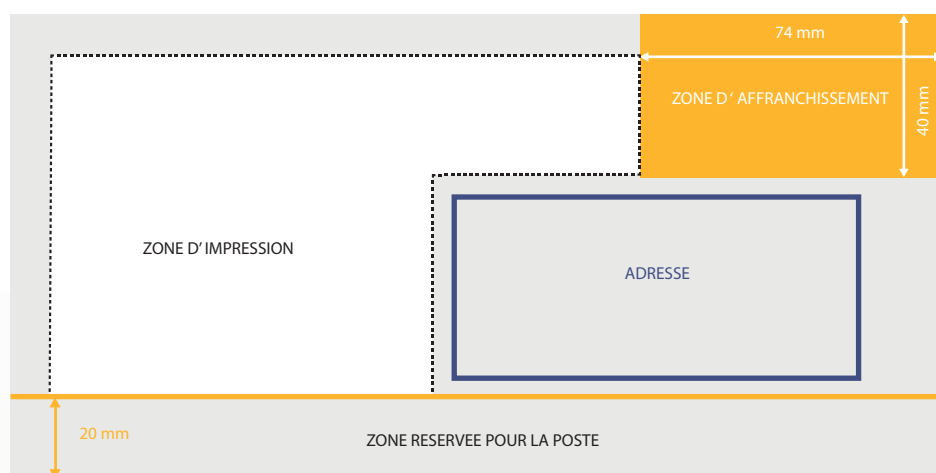 74 mm
ZONE D' AFFRANCHISSEMENT
40 mm
ZONE D' IMPRESSION
ADRESSE
20 mm
ZONE RESERVEE POUR LA POSTE